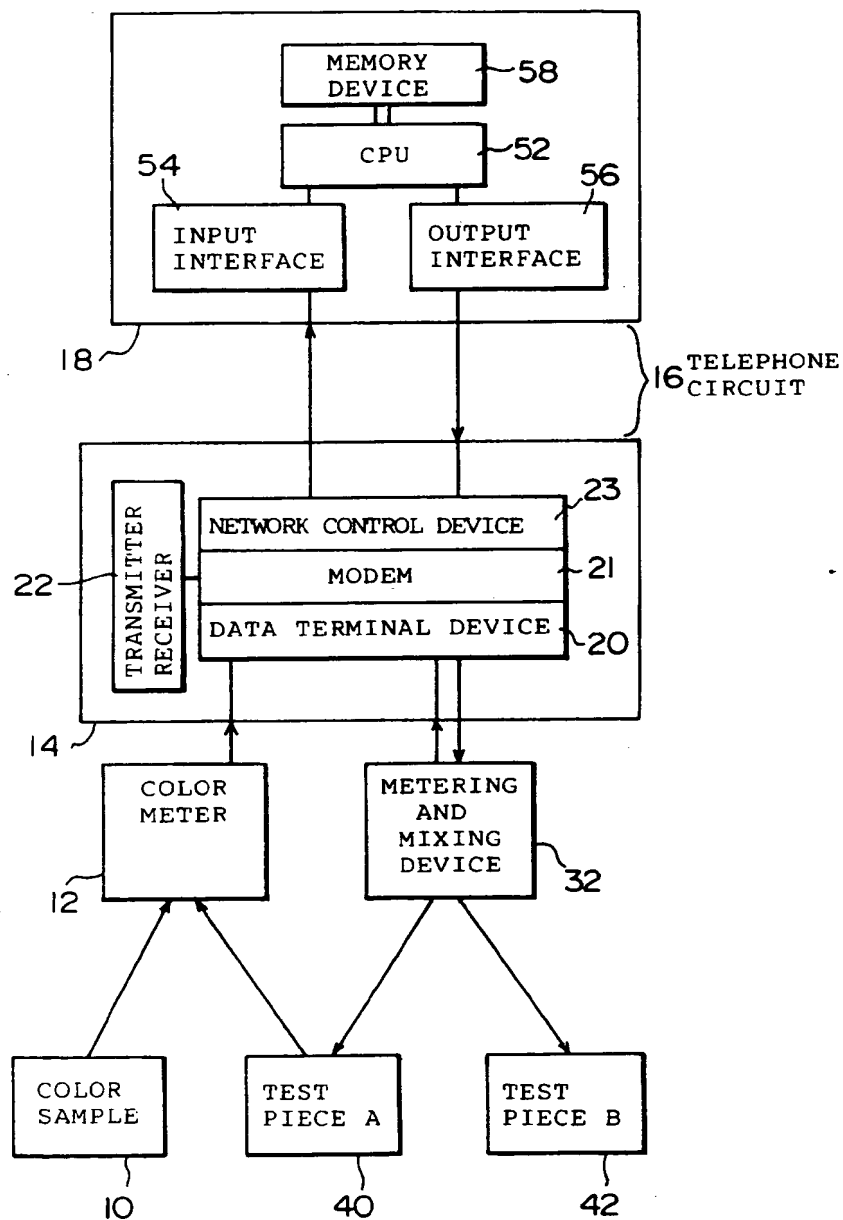 MEMORY
DEVICE
58
CPU
52
54
56
INPUT
INTERFACE
OUTPUT
INTERFACE
18
16 TELEPHONE
CIRCUIT
23
NETWORK CONTROL DEVICE
22
TRANSMITTER
RECEIVER
MODEM
21
DATA TERMINAL DEVICE
20
14
COLOR
METER
METERING
AND
MIXING
DEVICE
12
32
COLOR
SAMPLE
TEST
PIECE A
TEST
PIECE B
10
40
42